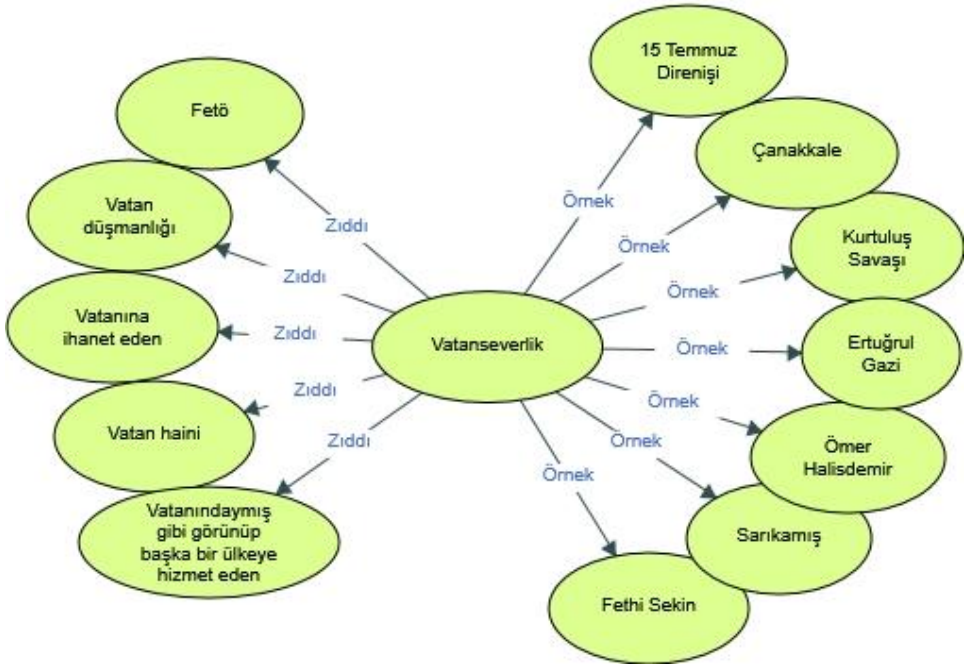 15 Temmuz
Direnişi
Fetö
Çanakkale
Vatan
düşmanlığı
Kurtuluş
Savaşı
Vatanına
ihanet eden
Vatanseverlik
Ertuğrul
Gazi
Vatan haini
Ömer
Halisdemir
Vatanındaymış
gibi görünüp
başka bir ülkeye
hizmet eden
Sarıkamış
Fethi Sekin
Zıddı
Zıddı
Zıddı
Zıddı
Zıddı
Örnek
Örnek
Örnek
Örnek
Örnek
Örnek
Örnek